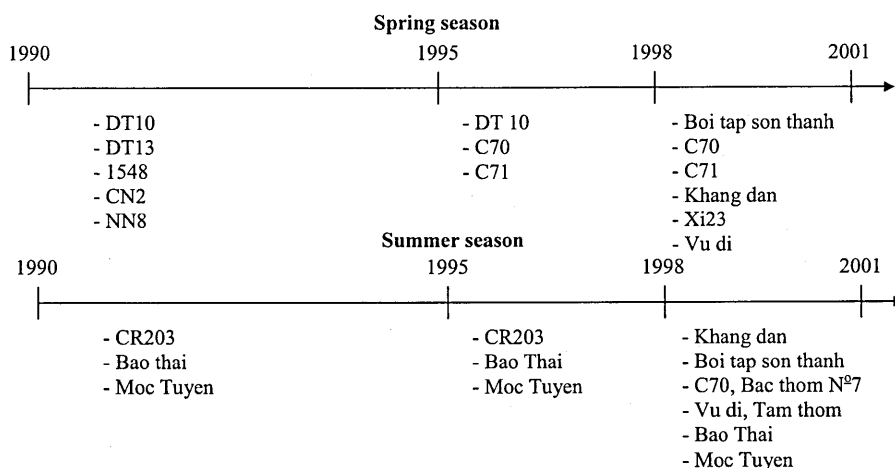 Spring season
1990 1995 1998 2001
- DT10 - DT 10 - Boi tap son thanh
- DT13 - C70 - C70
- 1548 - C71 - C71
- CN2 - Khang dan
- NN8 - Xi23
- Vu di
Summer season
1990 1995 1998 2001
- CR203 - CR203 - Khang dan
- Bao thai - Bao Thai - Boi tap son thanh
- Moc Tuyen - Moc Tuyen - C70, Bac thom Nº7
- Vu di, Tam thom
- Bao Thai
- Moc Tuyen